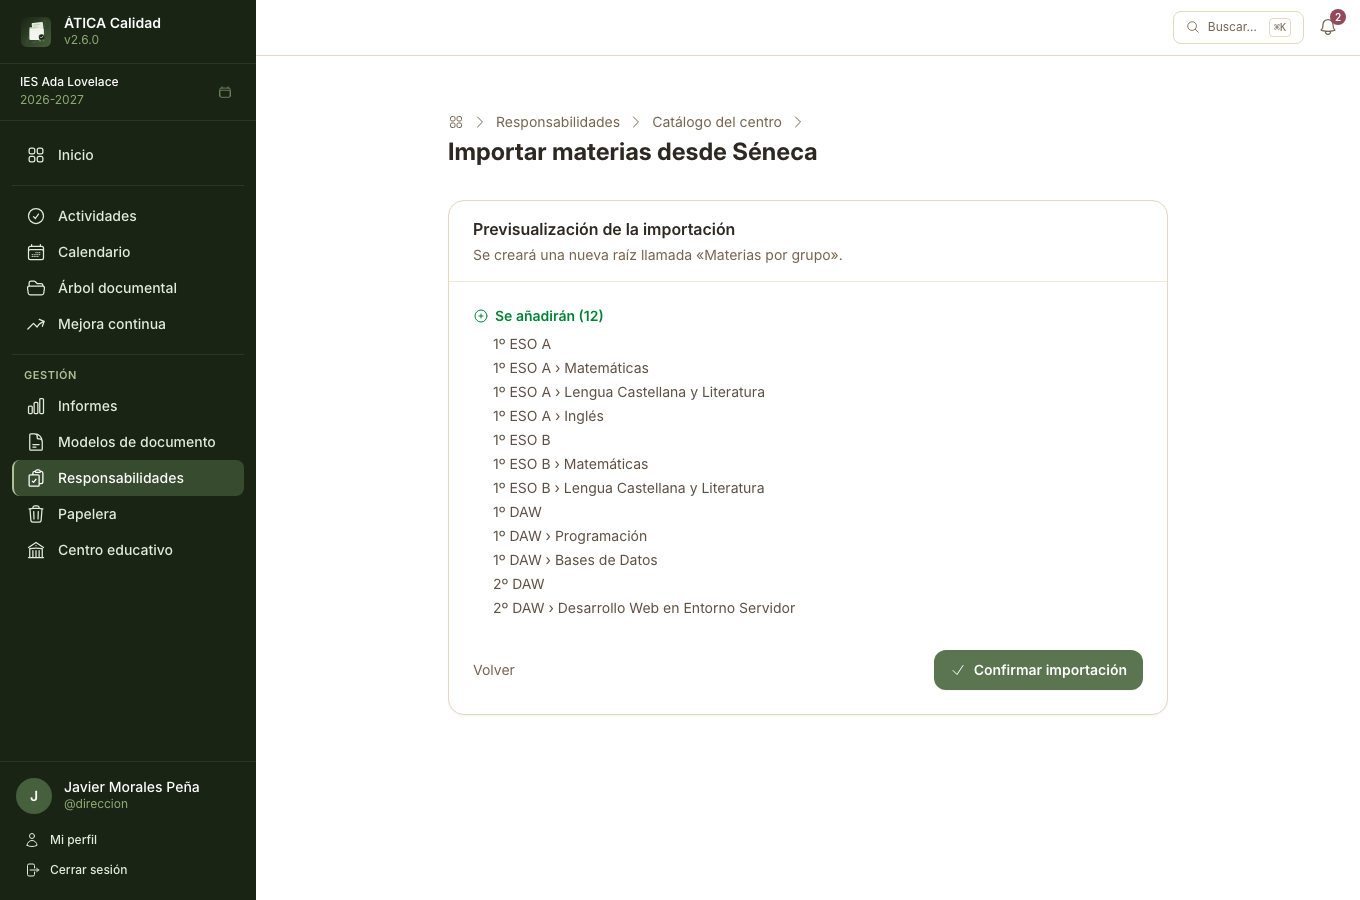 ÁTICA Calidad
v2.6.0
IES Ada Lovelace
2026-2027
Inicio
Actividades
Calendario
Árbol documental
Mejora continua
GESTIÓN
Informes
Modelos de documento
Responsabilidades
Papelera
Centro educativo
J
Javier Morales Peña
@direccion
Mi perfil
Cerrar sesión
Buscar...
⌘K
2
Responsabilidades
Catálogo del centro
Importar materias desde Séneca
Previsualización de la importación
Se creará una nueva raíz llamada «Materias por grupo».
Se añadirán (12)
1º ESO A
1º ESO A › Matemáticas
1º ESO A › Lengua Castellana y Literatura
1º ESO A › Inglés
1º ESO B
1º ESO B › Matemáticas
1º ESO B › Lengua Castellana y Literatura
1º DAW
1º DAW › Programación
1º DAW › Bases de Datos
2º DAW
2º DAW › Desarrollo Web en Entorno Servidor
Volver
Confirmar importación